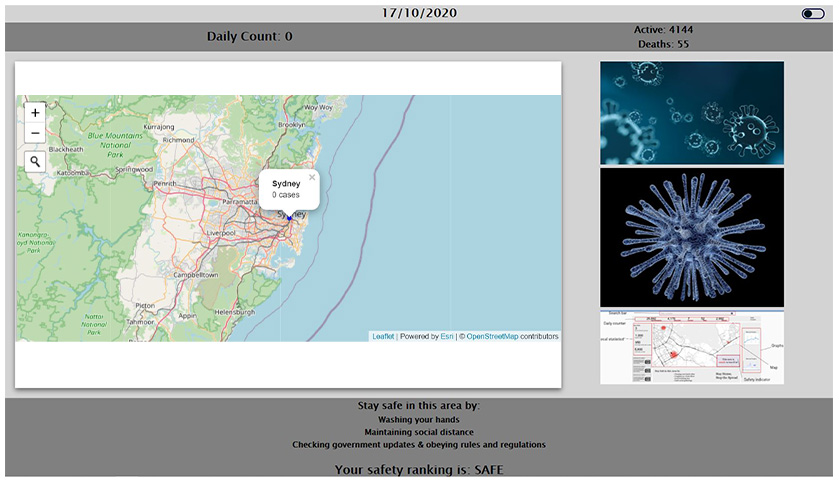 17/10/2020
Daily Count: 0
Active: 4144
Deaths: 55
+
−
Woy Woy
Brooklyn
Kurrajong
Blue Mountains
National
Park
Richmond
Blackheath
Katoomba
Springwood
Penrich
×
Sydney
0 cases
Parramatta
Sydney
Liverpool
Kanangra-
oyd National
Park
Campbelltown
Picton
Appin
Helensburgh
Nattai
National
Park
Tahmoor
Leaflet | Powered by Esri | © OpenStreetMap contributors
Search bar
Daily counter
Graphs
Map
Safety indicator
Stay safe in this area by:
Washing your hands
Maintaining social distance
Checking government updates & obeying rules and regulations
Your safety ranking is: SAFE